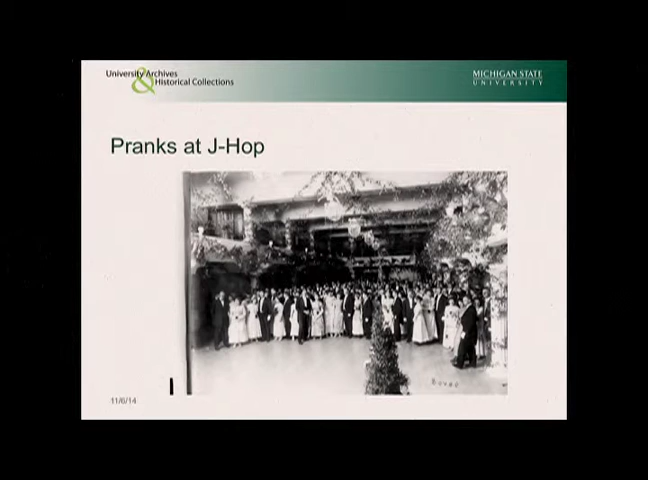 University Archives
& Historical Collections
MICHIGAN STATE
UNIVERSITY
Pranks at J-Hop
11/6/14